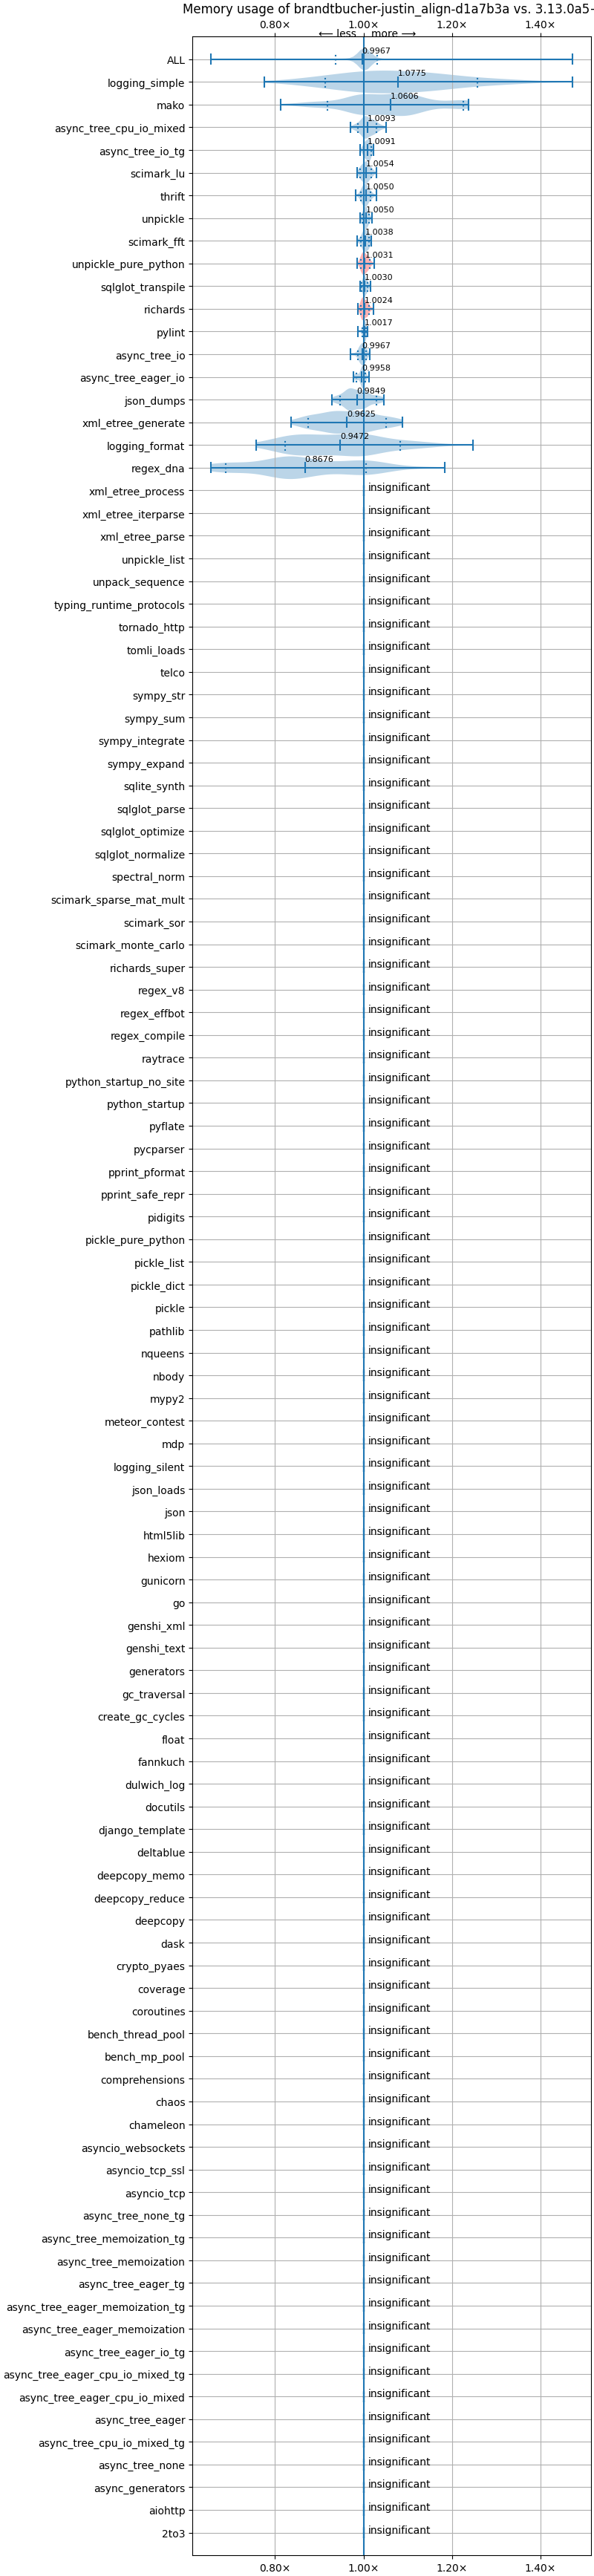 Memory usage of brandtbucher-justin_align-d1a7b3a vs. 3.13.0a5-
0.80× 1.00× 1.20× 1.40×
⟵ less more ⟶
ALL 0.9967
logging_simple 1.0775
mako 1.0606
async_tree_cpu_io_mixed 1.0093
async_tree_io_tg 1.0091
scimark_lu 1.0054
thrift 1.0050
unpickle 1.0050
scimark_fft 1.0038
unpickle_pure_python 1.0031
sqlglot_transpile 1.0030
richards 1.0024
pylint 1.0017
async_tree_io 0.9967
async_tree_eager_io 0.9958
json_dumps 0.9849
xml_etree_generate 0.9625
logging_format 0.9472
regex_dna 0.8676
xml_etree_process insignificant
xml_etree_iterparse insignificant
xml_etree_parse insignificant
unpickle_list insignificant
unpack_sequence insignificant
typing_runtime_protocols insignificant
tornado_http insignificant
tomli_loads insignificant
telco insignificant
sympy_str insignificant
sympy_sum insignificant
sympy_integrate insignificant
sympy_expand insignificant
sqlite_synth insignificant
sqlglot_parse insignificant
sqlglot_optimize insignificant
sqlglot_normalize insignificant
spectral_norm insignificant
scimark_sparse_mat_mult insignificant
scimark_sor insignificant
scimark_monte_carlo insignificant
richards_super insignificant
regex_v8 insignificant
regex_effbot insignificant
regex_compile insignificant
raytrace insignificant
python_startup_no_site insignificant
python_startup insignificant
pyflate insignificant
pycparser insignificant
pprint_pformat insignificant
pprint_safe_repr insignificant
pidigits insignificant
pickle_pure_python insignificant
pickle_list insignificant
pickle_dict insignificant
pickle insignificant
pathlib insignificant
nqueens insignificant
nbody insignificant
mypy2 insignificant
meteor_contest insignificant
mdp insignificant
logging_silent insignificant
json_loads insignificant
json insignificant
html5lib insignificant
hexiom insignificant
gunicorn insignificant
go insignificant
genshi_xml insignificant
genshi_text insignificant
generators insignificant
gc_traversal insignificant
create_gc_cycles insignificant
float insignificant
fannkuch insignificant
dulwich_log insignificant
docutils insignificant
django_template insignificant
deltablue insignificant
deepcopy_memo insignificant
deepcopy_reduce insignificant
deepcopy insignificant
dask insignificant
crypto_pyaes insignificant
coverage insignificant
coroutines insignificant
bench_thread_pool insignificant
bench_mp_pool insignificant
comprehensions insignificant
chaos insignificant
chameleon insignificant
asyncio_websockets insignificant
asyncio_tcp_ssl insignificant
asyncio_tcp insignificant
async_tree_none_tg insignificant
async_tree_memoization_tg insignificant
async_tree_memoization insignificant
async_tree_eager_tg insignificant
async_tree_eager_memoization_tg insignificant
async_tree_eager_memoization insignificant
async_tree_eager_io_tg insignificant
async_tree_eager_cpu_io_mixed_tg insignificant
async_tree_eager_cpu_io_mixed insignificant
async_tree_eager insignificant
async_tree_cpu_io_mixed_tg insignificant
async_tree_none insignificant
async_generators insignificant
aiohttp insignificant
2to3 insignificant
0.80× 1.00× 1.20× 1.40×